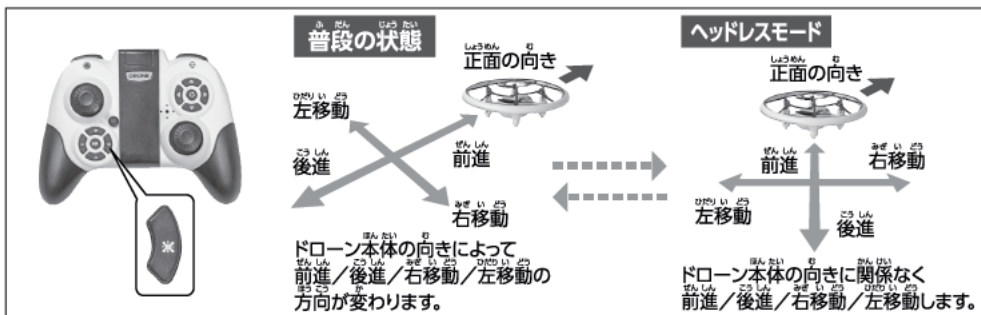 普段の状態
正面の向き
左移動
後進
前進
右移動
ドローン本体の向きによって
前進／後進／右移動／左移動の
方向が変わります。
ヘッドレスモード
正面の向き
前進
右移動
左移動
後進
ドローン本体の向きに関係なく
前進／後進／右移動／左移動します。